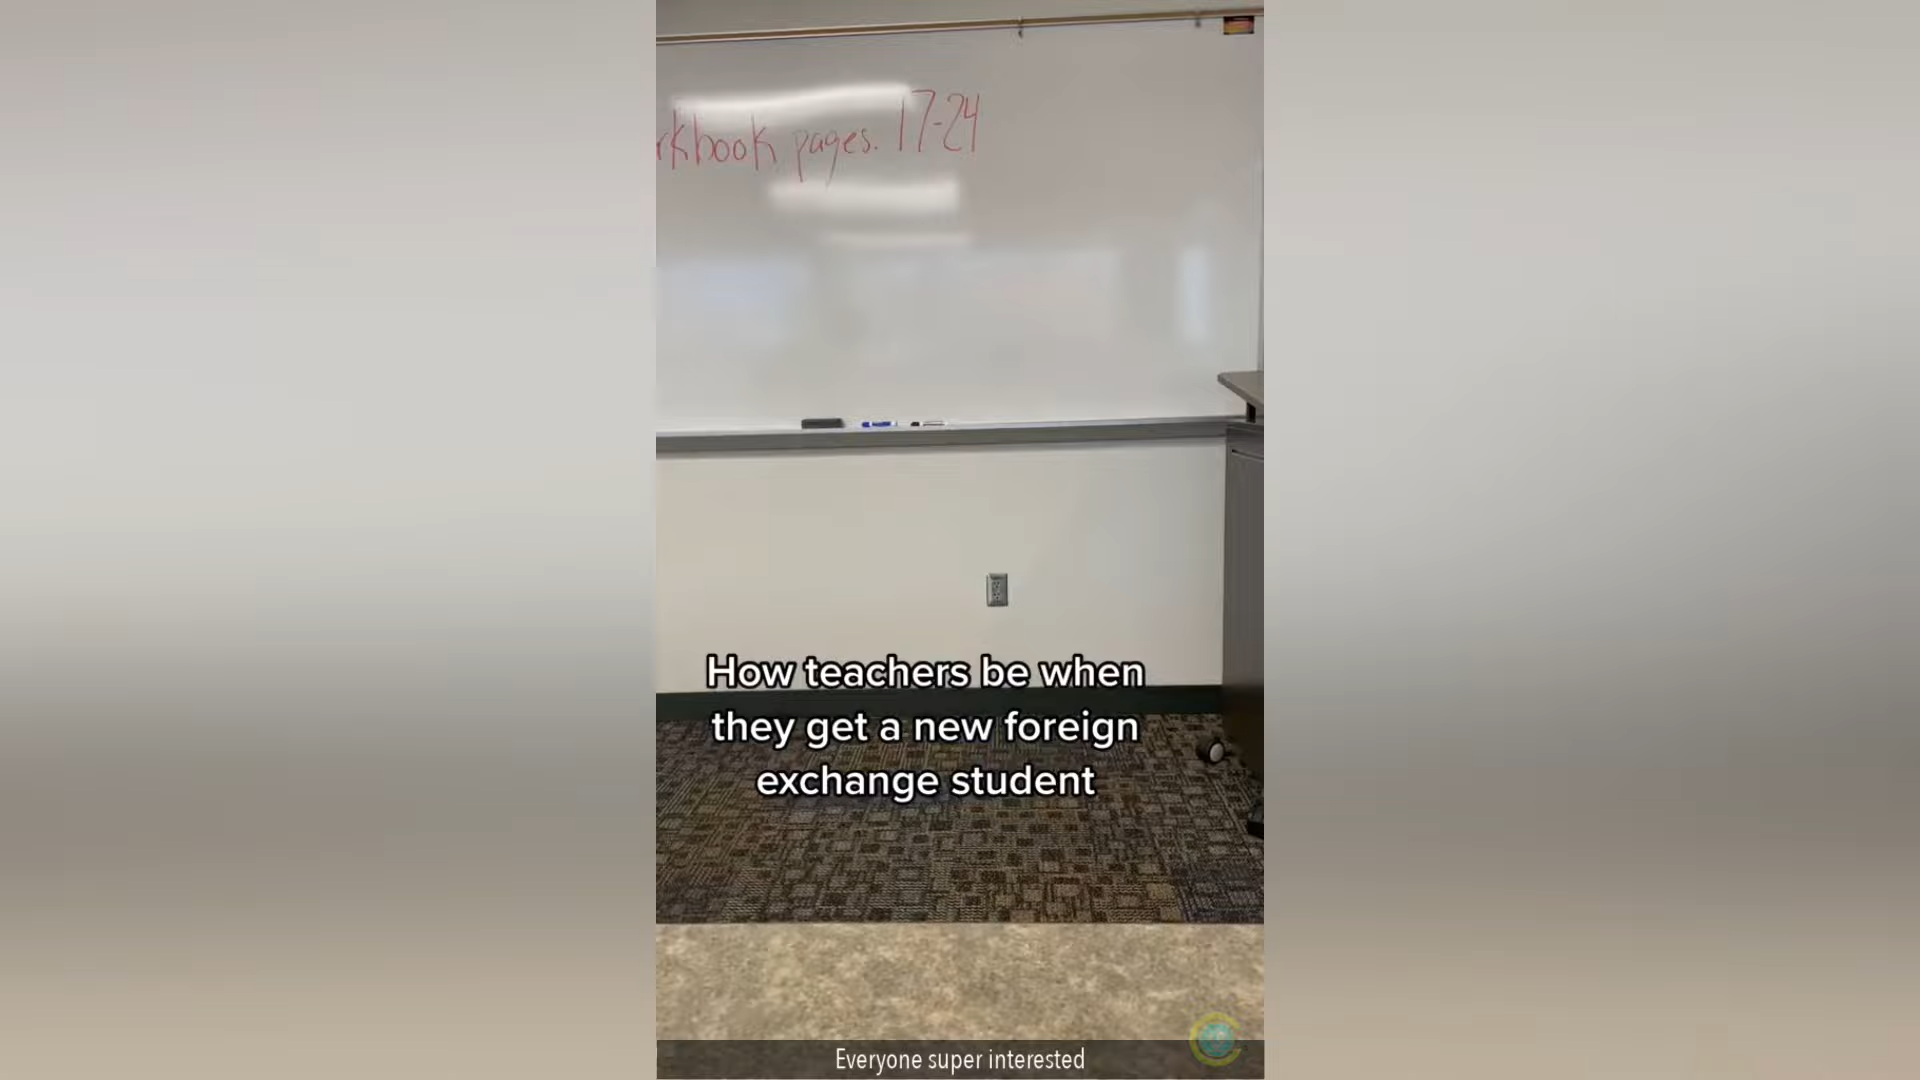 rkbook pages. 17-24
How teachers be when
they get a new foreign
exchange student
Everyone super interested